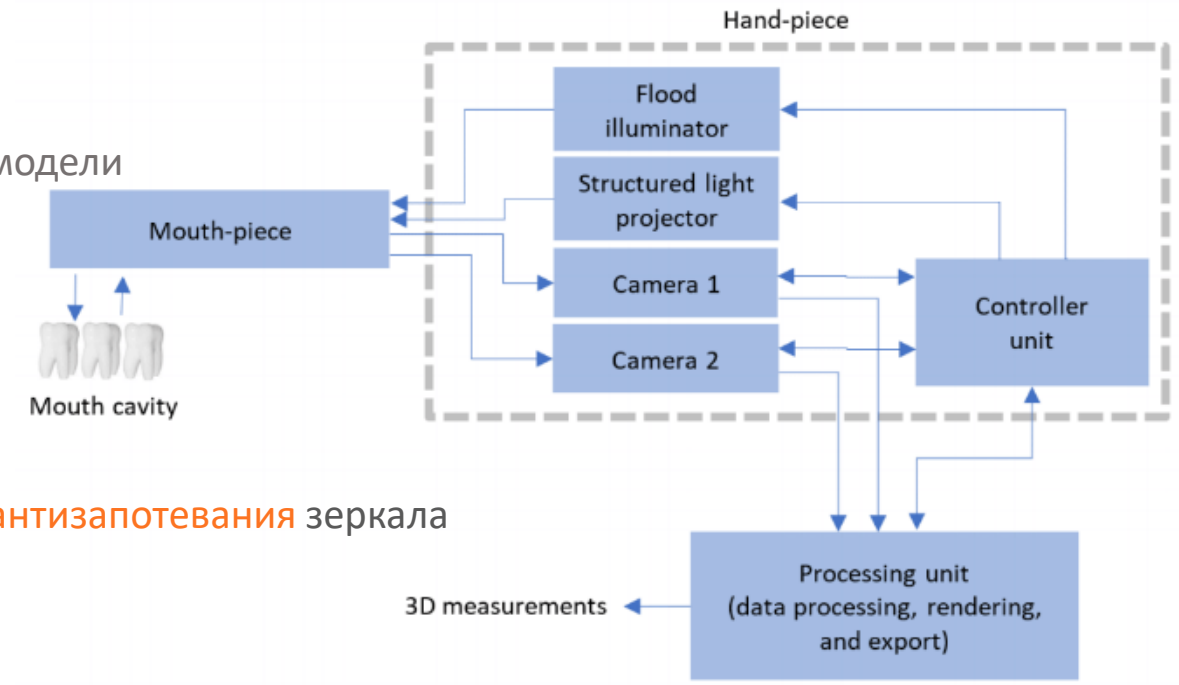 Hand-piece
Flood
illuminator
модели
Structured light
projector
Mouth-piece
Camera 1
Controller
unit
Camera 2
Mouth cavity
антизапотевания зеркала
Processing unit
(data processing, rendering,
and export)
3D measurements